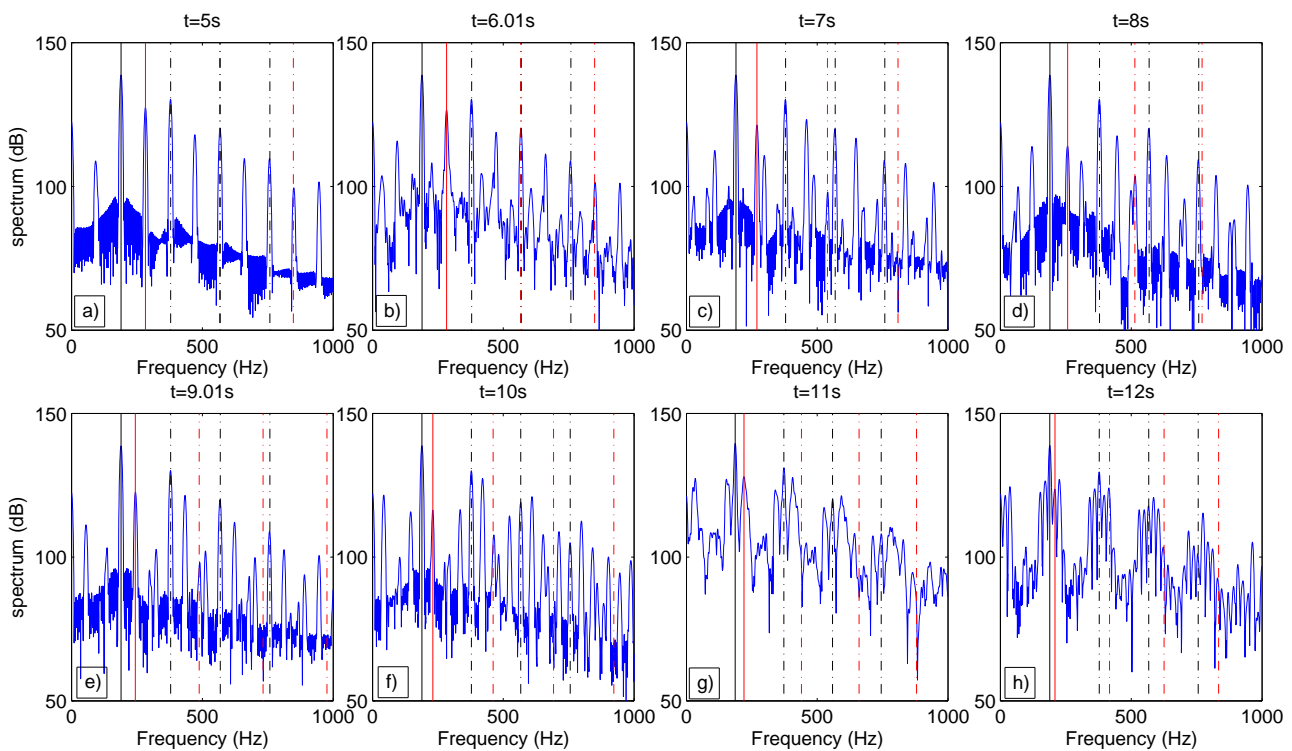 t=5s
t=6.01s
t=7s
t=8s
spectrum (dB)
150
100
50
a)
0
500
1000
Frequency (Hz)
150
100
50
b)
0
500
1000
Frequency (Hz)
150
100
50
c)
0
500
1000
Frequency (Hz)
150
100
50
d)
0
500
1000
Frequency (Hz)
t=9.01s
t=10s
t=11s
t=12s
spectrum (dB)
150
100
50
e)
0
500
1000
Frequency (Hz)
150
100
50
f)
0
500
1000
Frequency (Hz)
150
100
50
g)
0
500
1000
Frequency (Hz)
150
100
50
h)
0
500
1000
Frequency (Hz)